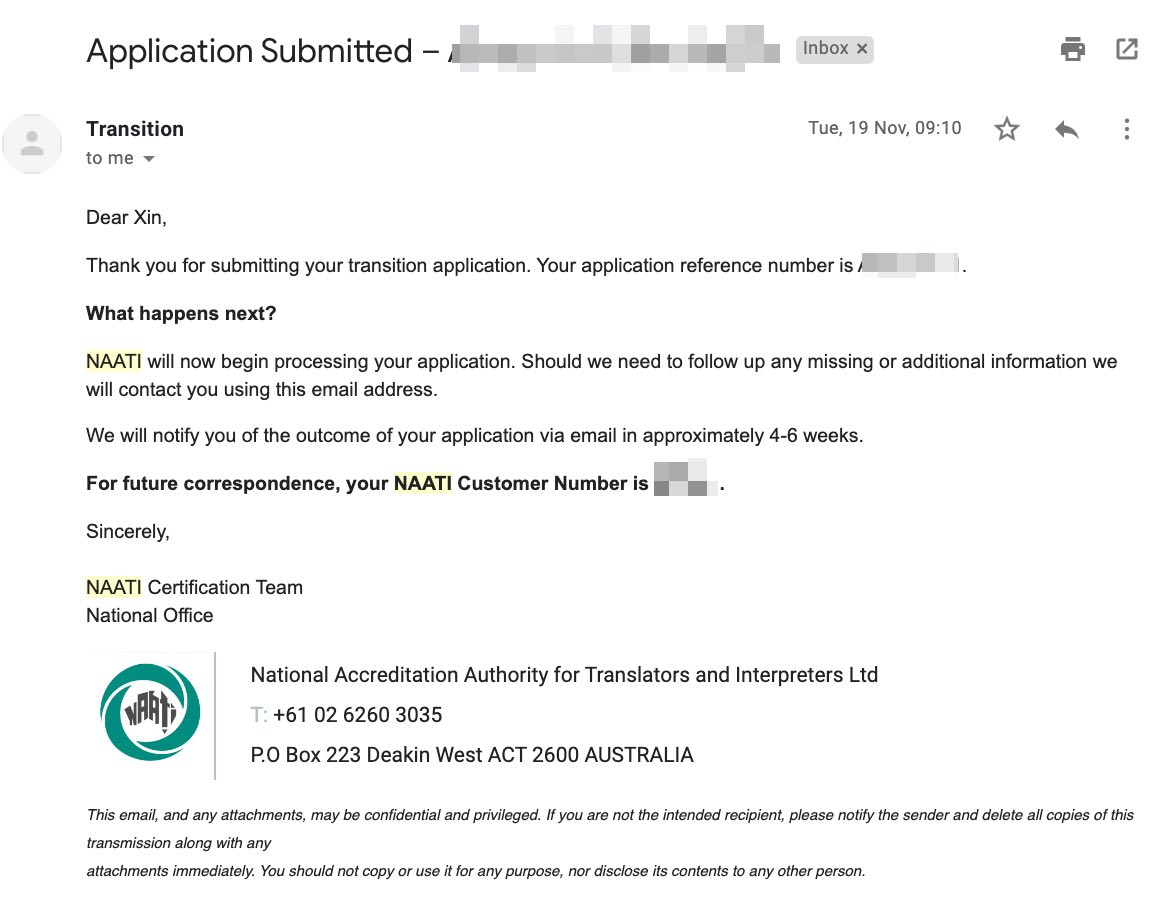 Application Submitted –
Inbox ×
Transition
Tue, 19 Nov, 09:10
to me
Dear Xin,
Thank you for submitting your transition application. Your application reference number is .
What happens next?
NAATI will now begin processing your application. Should we need to follow up any missing or additional information we
will contact you using this email address.
We will notify you of the outcome of your application via email in approximately 4-6 weeks.
For future correspondence, your NAATI Customer Number is .
Sincerely,
NAATI Certification Team
National Office
NAATI
National Accreditation Authority for Translators and Interpreters Ltd
T: +61 02 6260 3035
P.O Box 223 Deakin West ACT 2600 AUSTRALIA
This email, and any attachments, may be confidential and privileged. If you are not the intended recipient, please notify the sender and delete all copies of this
transmission along with any
attachments immediately. You should not copy or use it for any purpose, nor disclose its contents to any other person.